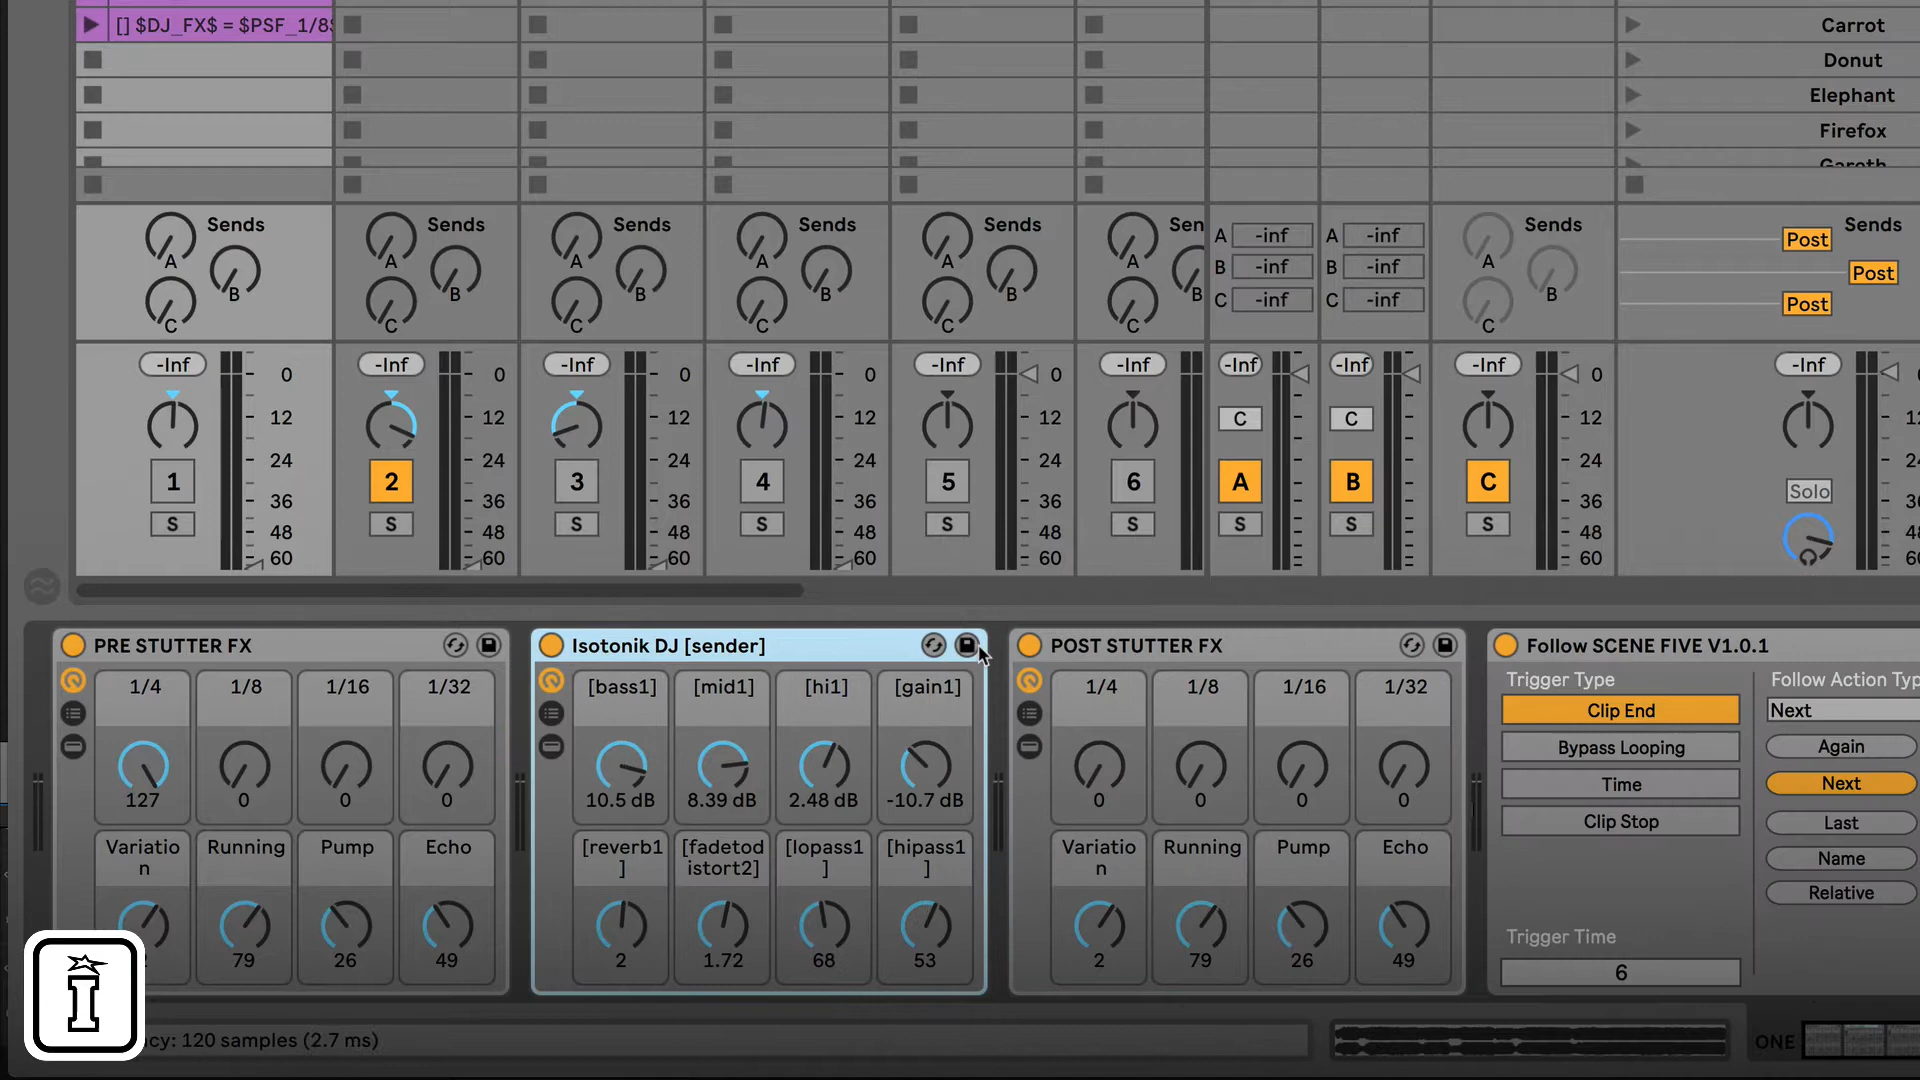 [] $DJ_FX$ = $PSF_1/8$
Carrot
Donut
Elephant
Firefox
Gareth
Sends Sends Sends Sends Sends Sen Sends Sends
A B C A B C A B C A B C A B C A B C
A -inf A -inf A
B -inf B -inf B
C -inf C -inf C
Post
Post
Post
-Inf -Inf -Inf -Inf -Inf -Inf -Inf -Inf -Inf -Inf
0 0 0 0 0 0
12 12 12 12 12 C C 12
24 24 24 24 24 24
1 2 3 4 5 6 A B C Solo
36 36 36 36 36 36
S S S S S S S S S
48 48 48 48 48 48 48
60 60 60 60 60 60
PRE STUTTER FX
1/4 1/8 1/16 1/32
127 0 0 0
Variatio
n Running Pump Echo
79 26 49
Isotonik DJ [sender]
[bass1] [mid1] [hi1] [gain1]
10.5 dB 8.39 dB 2.48 dB -10.7 dB
[reverb1
] [fadetod
istort2] [lopass1
] [hipass1
]
2 1.72 68 53
POST STUTTER FX
1/4 1/8 1/16 1/32
0 0 0 0
Variatio
n Running Pump Echo
2 79 26 49
Follow SCENE FIVE V1.0.1
Trigger Type
Clip End
Bypass Looping
Time
Clip Stop
Trigger Time
6
Follow Action Typ
Next
Again
Next
Last
Name
Relative
I
cy: 120 samples (2.7 ms)
ONE